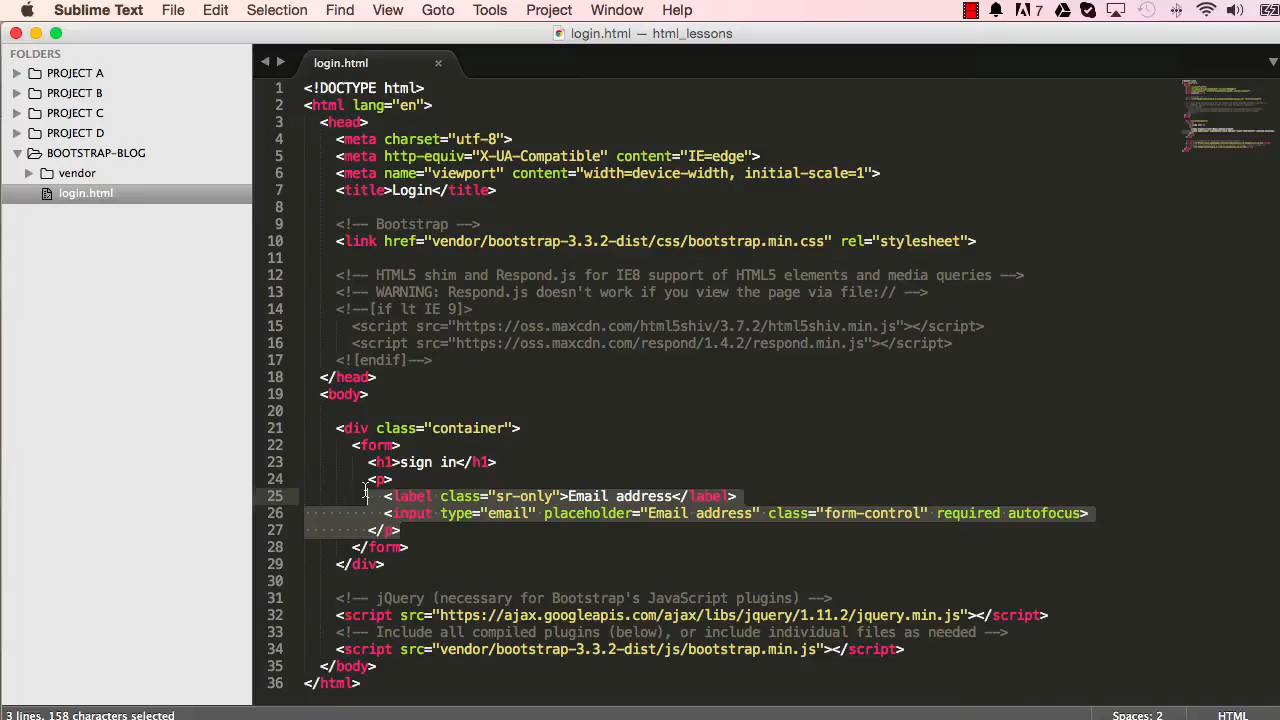 Sublime Text File Edit Selection Find View Goto Tools Project Window Help 7
login.html — html_lessons
FOLDERS
PROJECT A
PROJECT B
PROJECT C
PROJECT D
BOOTSTRAP-BLOG
vendor
login.html
login.html ×
1 <!DOCTYPE html>
2 <html lang="en">
3 <head>
4 <meta charset="utf-8">
5 <meta http-equiv="X-UA-Compatible" content="IE=edge">
6 <meta name="viewport" content="width=device-width, initial-scale=1">
7 <title>Login</title>
8
9 <!-- Bootstrap -->
10 <link href="vendor/bootstrap-3.3.2-dist/css/bootstrap.min.css" rel="stylesheet">
11
12 <!-- HTML5 shim and Respond.js for IE8 support of HTML5 elements and media queries -->
13 <!-- WARNING: Respond.js doesn't work if you view the page via file:// -->
14 <!--[if lt IE 9]>
15 <script src="https://oss.maxcdn.com/html5shiv/3.7.2/html5shiv.min.js"></script>
16 <script src="https://oss.maxcdn.com/respond/1.4.2/respond.min.js"></script>
17 <![endif]-->
18 </head>
19 <body>
20
21 <div class="container">
22 <form>
23 <h1>sign in</h1>
24 <p>
25 <label class="sr-only">Email address</label>
26 <input type="email" placeholder="Email address" class="form-control" required autofocus>
27 </p>
28 </form>
29 </div>
30
31 <!-- jQuery (necessary for Bootstrap's JavaScript plugins) -->
32 <script src="https://ajax.googleapis.com/ajax/libs/jquery/1.11.2/jquery.min.js"></script>
33 <!-- Include all compiled plugins (below), or include individual files as needed -->
34 <script src="vendor/bootstrap-3.3.2-dist/js/bootstrap.min.js"></script>
35 </body>
36 </html>
3 lines, 158 characters selected Spaces: 2 HTML